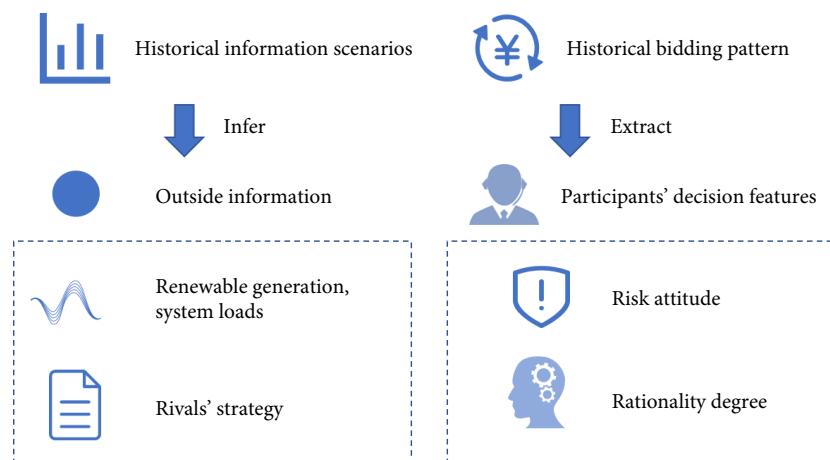 Historical information scenarios
Infer
Outside information
Renewable generation,
system loads
Rivals’ strategy
¥
Historical bidding pattern
Extract
Participants’ decision features
!
Risk attitude
Rationality degree